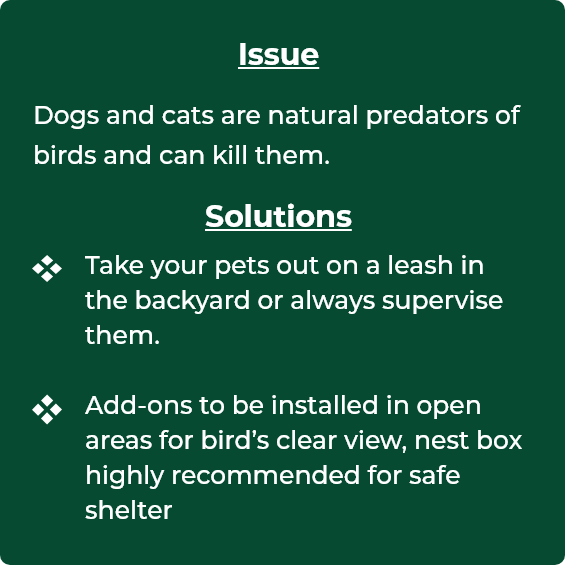 Issue
Dogs and cats are natural predators of
birds and can kill them.
Solutions
Take your pets out on a leash in
the backyard or always supervise
them.
Add-ons to be installed in open
areas for bird’s clear view, nest box
highly recommended for safe
shelter